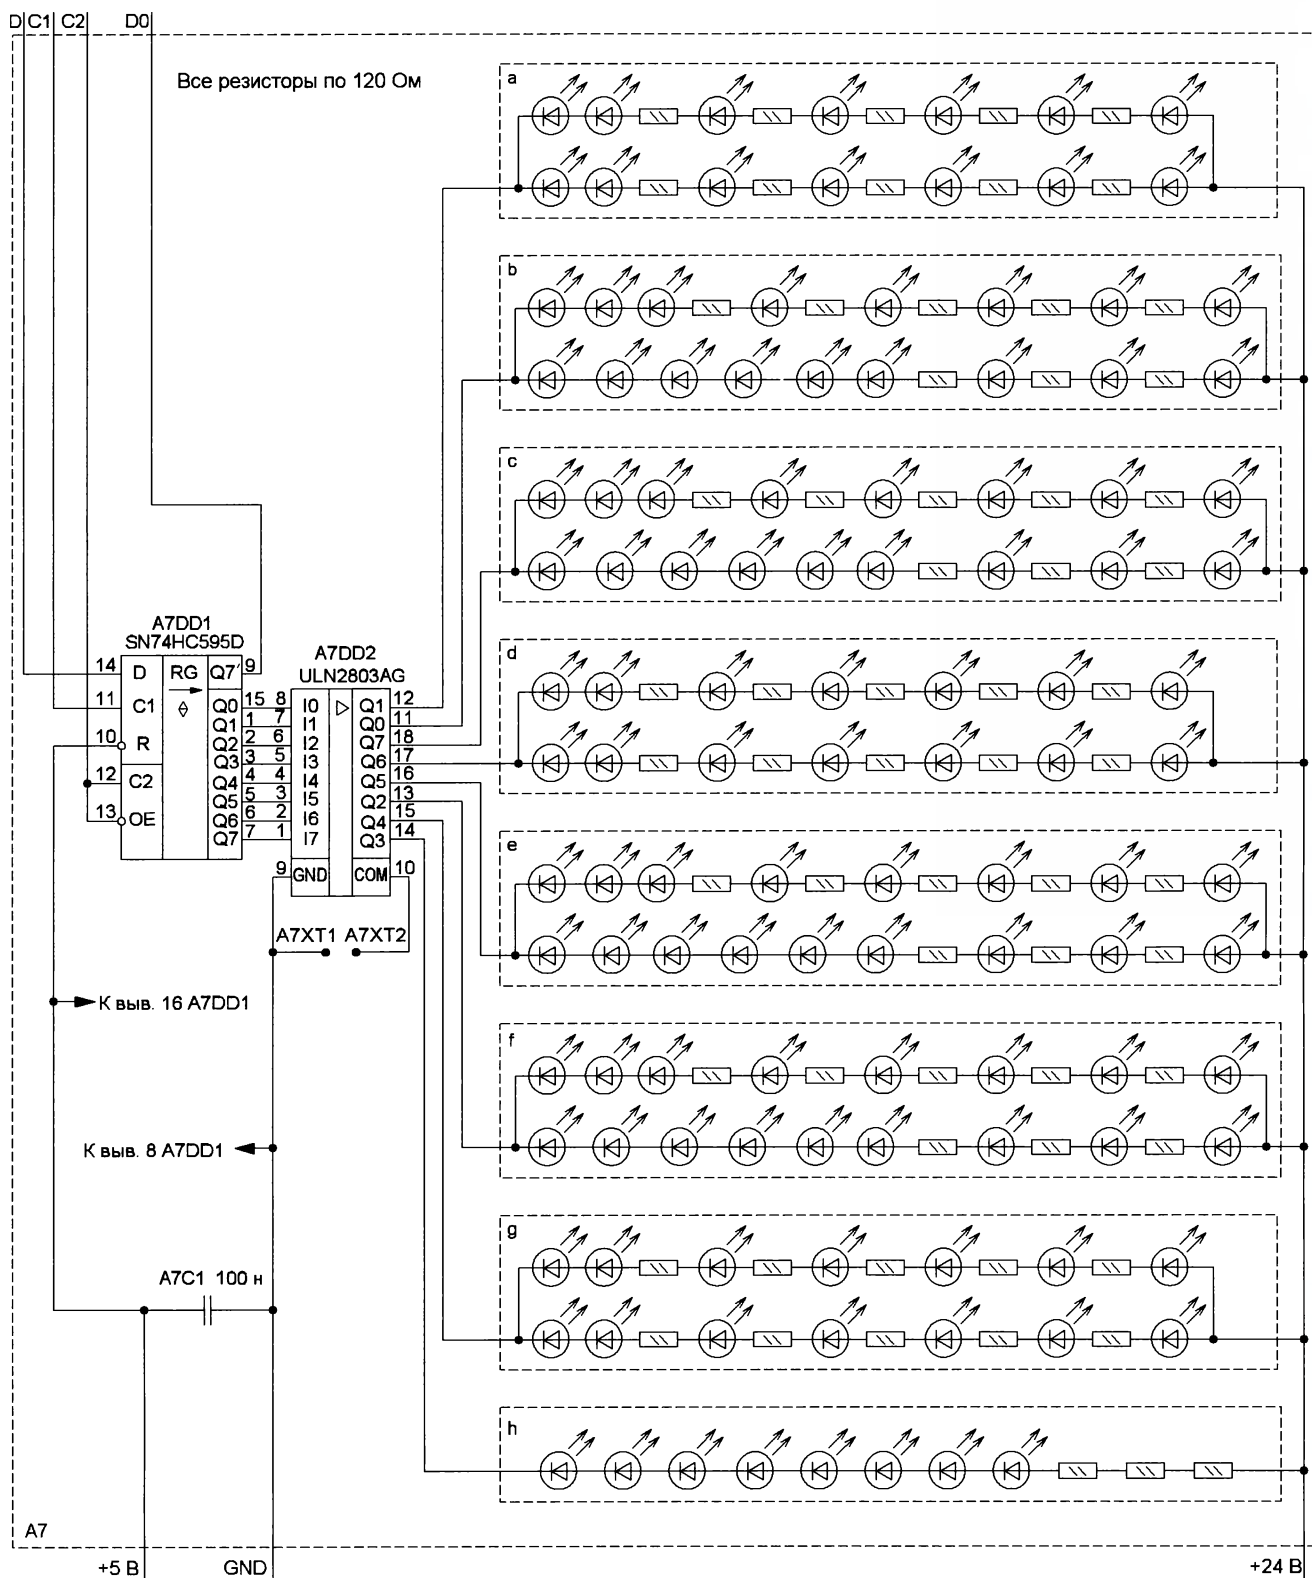 D C1 C2 D0
Все резисторы по 120 Ом
a
b
c
d
e
f
g
h
A7DD1
SN74HC595D
14 D RG Q7' 9
11 C1 Q0 15
Q1 1
10 R Q2 2
Q3 3
12 C2 Q4 4
Q5 5
13 OE Q6 6
Q7 7
A7DD2
ULN2803AG
8 I0 Q1 12
7 I1 Q0 11
6 I2 Q7 18
5 I3 Q6 17
4 I4 Q5 16
3 I5 Q2 13
2 I6 Q4 15
1 I7 Q3 14
9 GND COM 10
A7XT1 A7XT2
К выв. 16 A7DD1
К выв. 8 A7DD1
A7C1 100 н
A7
+5 В GND +24 В